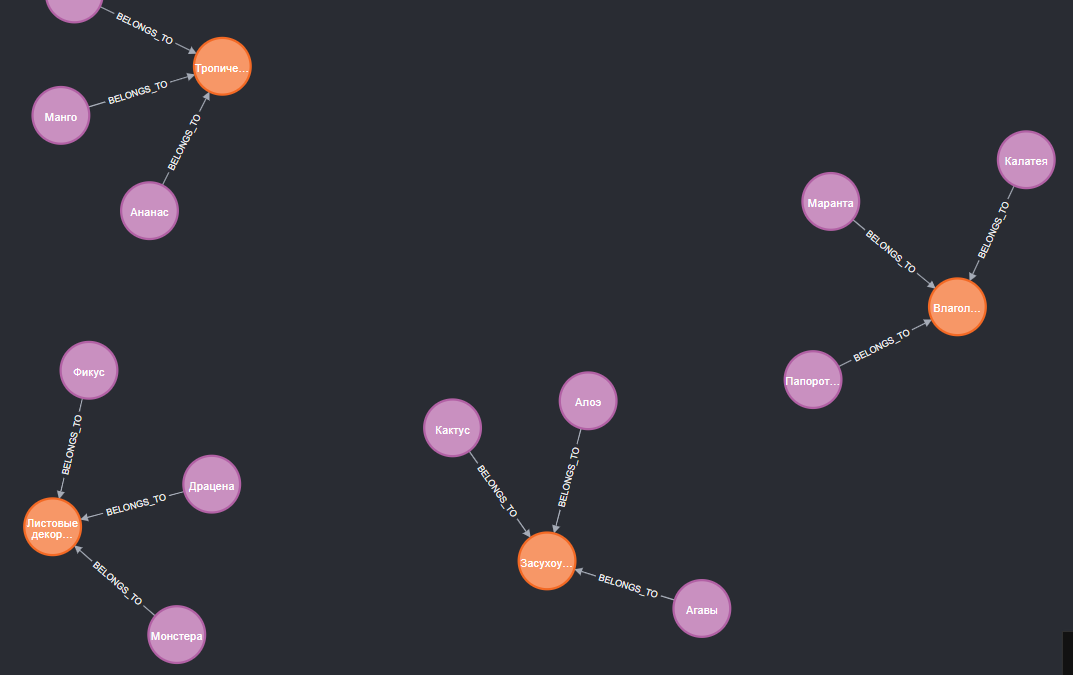 BELONGS_TO
Тропиче...
BELONGS_TO
Манго
BELONGS_TO
Ананас
Калатея
Маранта
BELONGS_TO
BELONGS_TO
Влагол...
BELONGS_TO
Папорот...
Фикус
BELONGS_TO
Драцена
BELONGS_TO
Листовые
декор...
BELONGS_TO
Монстера
Алоэ
Кактус
BELONGS_TO
BELONGS_TO
Засухоу...
BELONGS_TO
Агавы